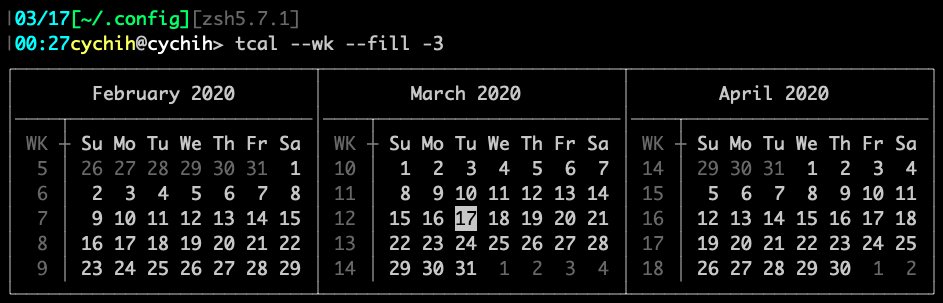 03/17[~/.config][zsh5.7.1]
00:27cychih@cychih> tcal --wk --fill -3
February 2020 March 2020 April 2020
WK Su Mo Tu We Th Fr Sa Su Mo Tu We Th Fr Sa WK Su Mo Tu We Th Fr Sa
5 26 27 28 29 30 31 1 10 1 2 3 4 5 6 7 14 29 30 31 1 2 3 4
6 2 3 4 5 6 7 8 11 8 9 10 11 12 13 14 15 5 6 7 8 9 10 11
7 9 10 11 12 13 14 15 12 15 16 17 18 19 20 21 16 12 13 14 15 16 17 18
8 16 17 18 19 20 21 22 13 22 23 24 25 26 27 28 17 19 20 21 22 23 24 25
9 23 24 25 26 27 28 29 14 29 30 31 1 2 3 4 18 26 27 28 29 30 1 2